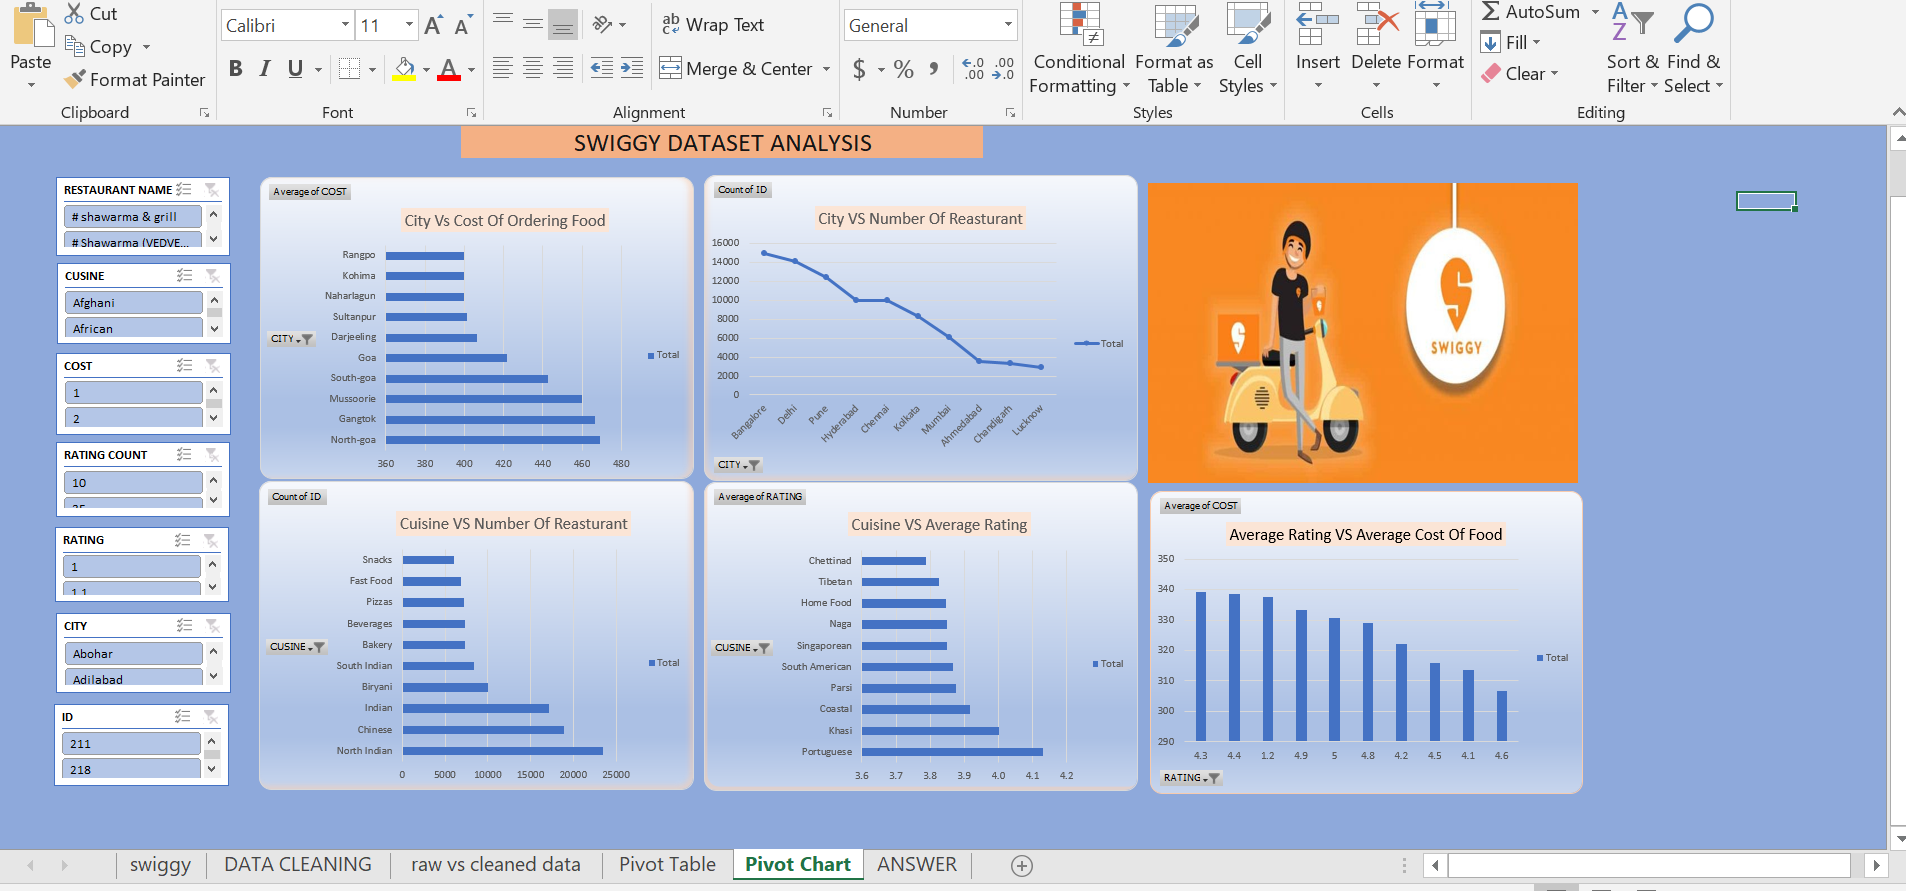 Cut
Copy
Format Painter
Paste
Clipboard
Calibri
11
B I U
Font
Wrap Text
Merge & Center
Alignment
General
$ % ,
Number
Conditional Formatting
Format as Table
Cell Styles
Styles
Insert
Delete
Format
Cells
AutoSum
Fill
Clear
Sort & Filter
Find & Select
Editing
SWIGGY DATASET ANALYSIS
RESTAURANT NAME
# shawarma & grill
# Shawarma (VEDVE...
CUSINE
Afghani
African
COST
1
2
RATING COUNT
10
RATING
1
1.1
CITY
Abohar
Adilabad
ID
211
218
Average of COST
City Vs Cost Of Ordering Food
Rangpo
Kohima
Naharlagun
Sultanpur
Darjeeling
Goa
South-goa
Mussoorie
Gangtok
North-goa
360 380 400 420 440 460 480
CITY
Total
Count of ID
City VS Number Of Reasturant
16000
14000
12000
10000
8000
6000
4000
2000
0
Bangalore
Delhi
Pune
Hyderabad
Chennai
Kolkata
Mumbai
Ahmedabad
Chandigarh
Lucknow
Total
CITY
SWIGGY
Count of ID
Cuisine VS Number Of Reasturant
Snacks
Fast Food
Pizzas
Beverages
Bakery
South Indian
Biryani
Indian
Chinese
North Indian
0 5000 10000 15000 20000 25000
CUSINE
Total
Average of RATING
Cuisine VS Average Rating
Chettinad
Tibetan
Home Food
Naga
Singaporean
South American
Parsi
Coastal
Khasi
Portuguese
3.6 3.7 3.8 3.9 4.0 4.1 4.2
CUSINE
Total
Average of COST
Average Rating VS Average Cost Of Food
350
340
330
320
310
300
290
4.3 4.4 1.2 4.9 5 4.8 4.2 4.5 4.1 4.6
Total
RATING
swiggy
DATA CLEANING
raw vs cleaned data
Pivot Table
Pivot Chart
ANSWER